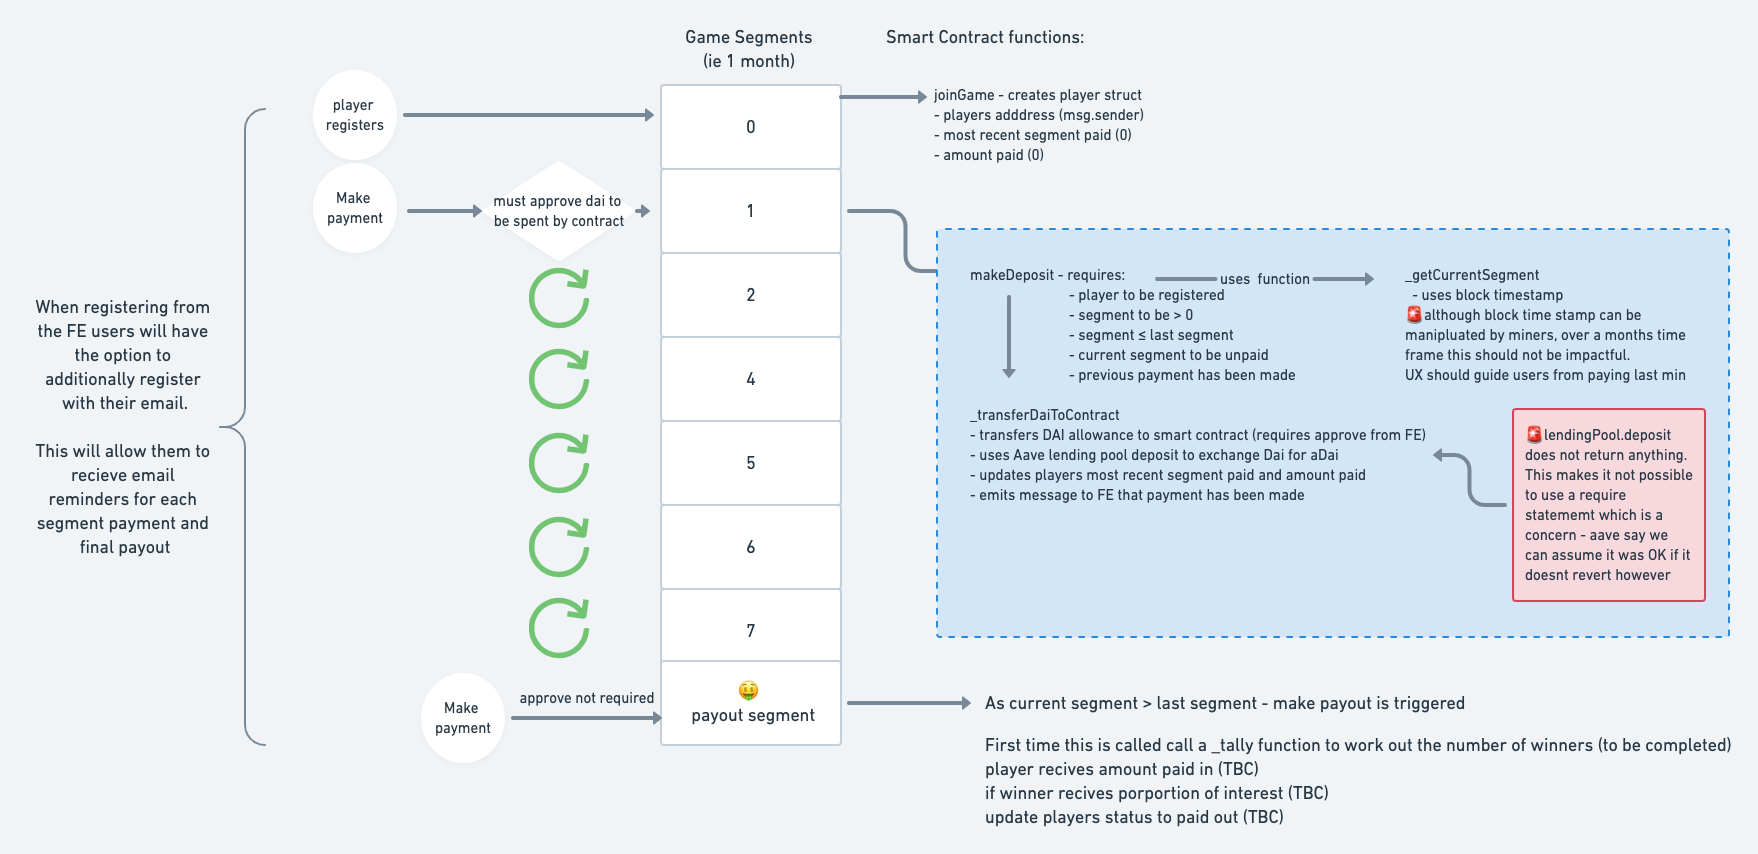 Game Segments
(ie 1 month)
Smart Contract functions:
player
registers
0
joinGame - creates player struct
- players adddress (msg.sender)
- most recent segment paid (0)
- amount paid (0)
Make
payment
must approve dai to
be spent by contract
1
2
4
5
6
7
When registering from
the FE users will have
the option to
additionally register
with their email.
This will allow them to
recieve email
reminders for each
segment payment and
final payout
makeDeposit - requires:
- player to be registered
- segment to be > 0
- segment ≤ last segment
- current segment to be unpaid
- previous payment has been made
uses function
_getCurrentSegment
- uses block timestamp
🚨although block time stamp can be
manipluated by miners, over a months time
frame this should not be impactful.
UX should guide users from paying last min
_transferDaiToContract
- transfers DAI allowance to smart contract (requires approve from FE)
- uses Aave lending pool deposit to exchange Dai for aDai
- updates players most recent segment paid and amount paid
- emits message to FE that payment has been made
🚨lendingPool.deposit
does not return anything.
This makes it not possible
to use a require
statememt which is a
concern - aave say we
can assume it was OK if it
doesnt revert however
Make
payment
approve not required
🤑
payout segment
As current segment > last segment - make payout is triggered
First time this is called call a _tally function to work out the number of winners (to be completed)
player recives amount paid in (TBC)
if winner recives porportion of interest (TBC)
update players status to paid out (TBC)